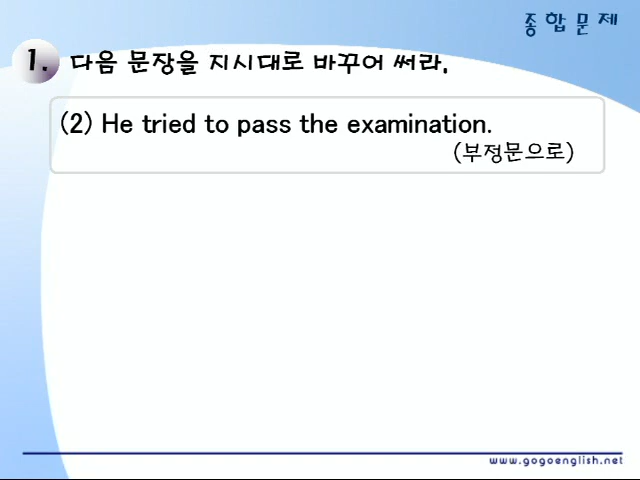 종합문제
1. 다음 문장을 지시대로 바꾸어 써라.
(2) He tried to pass the examination.
(부정문으로)
www.gogoenglish.net